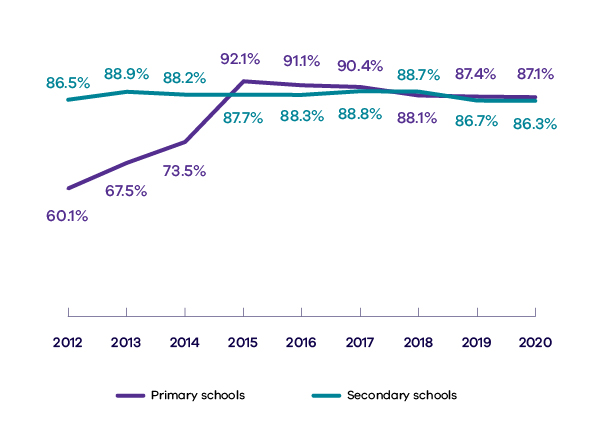 92.1% 91.1% 90.4% 88.7% 87.4% 87.1%
86.5% 88.9% 88.2%
87.7% 88.3% 88.8% 88.1% 86.7% 86.3%
73.5%
67.5%
60.1%
2012 2013 2014 2015 2016 2017 2018 2019 2020
Primary schools Secondary schools